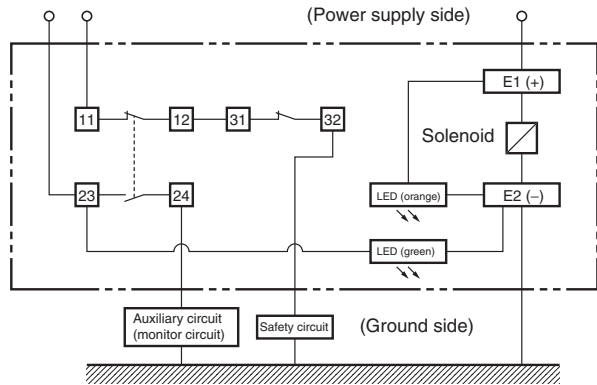 (Power supply side)
E1 (+)
11
12
31
32
Solenoid
23
24
LED (orange)
E2 (–)
LED (green)
Auxiliary circuit
(monitor circuit)
Safety circuit
(Ground side)